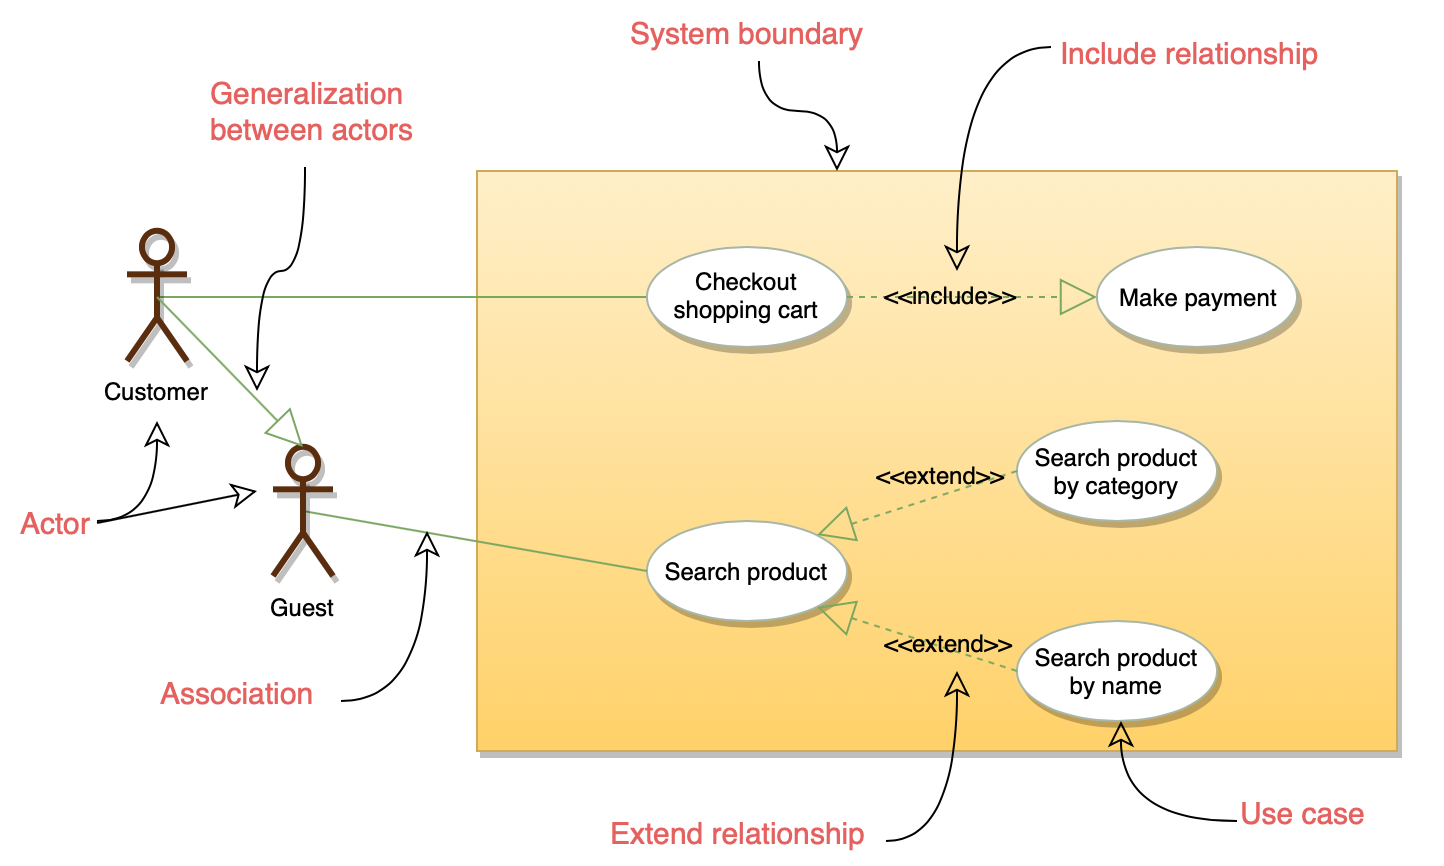 System boundary
Include relationship
Generalization
between actors
Checkout
shopping cart
<<include>>
Make payment
Customer
Search product
by category
<<extend>>
Actor
Search product
Guest
<<extend>>
Search product
by name
Association
Extend relationship
Use case